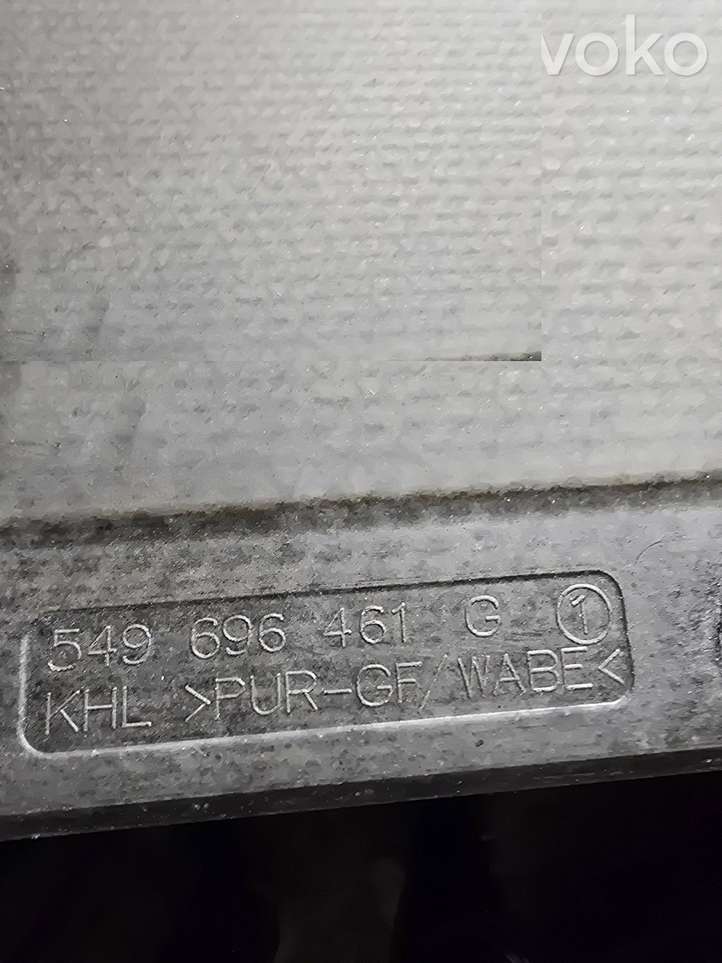 voko
549 696 461 G ①
KHL >PUR-GF/WABE<